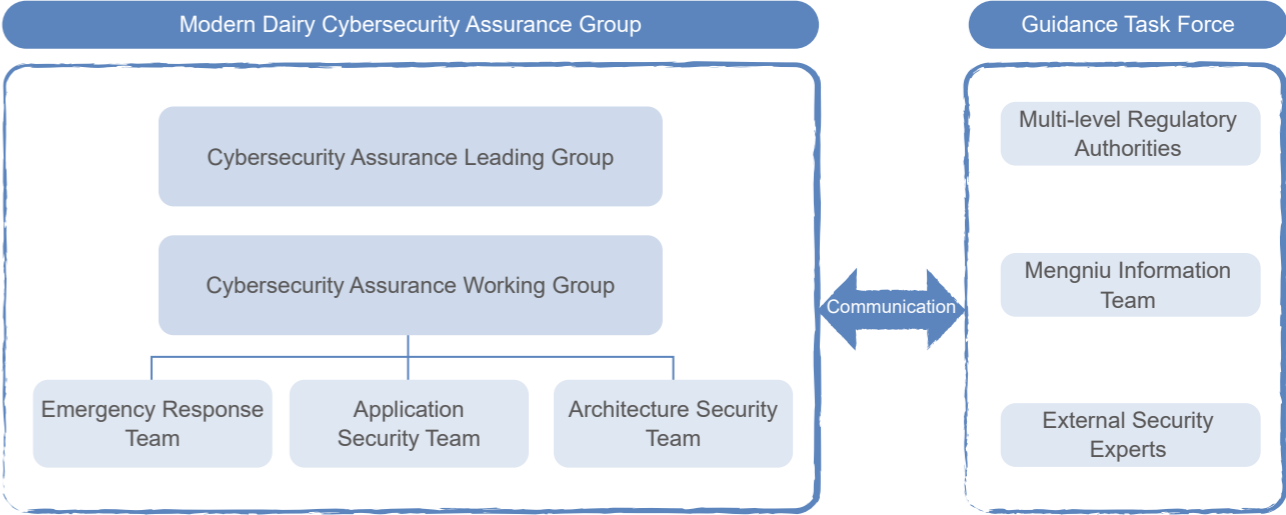 Modern Dairy Cybersecurity Assurance Group
Cybersecurity Assurance Leading Group
Cybersecurity Assurance Working Group
Emergency Response
Team
Application
Security Team
Architecture Security
Team
Communication
Guidance Task Force
Multi-level Regulatory
Authorities
Mengniu Information
Team
External Security
Experts